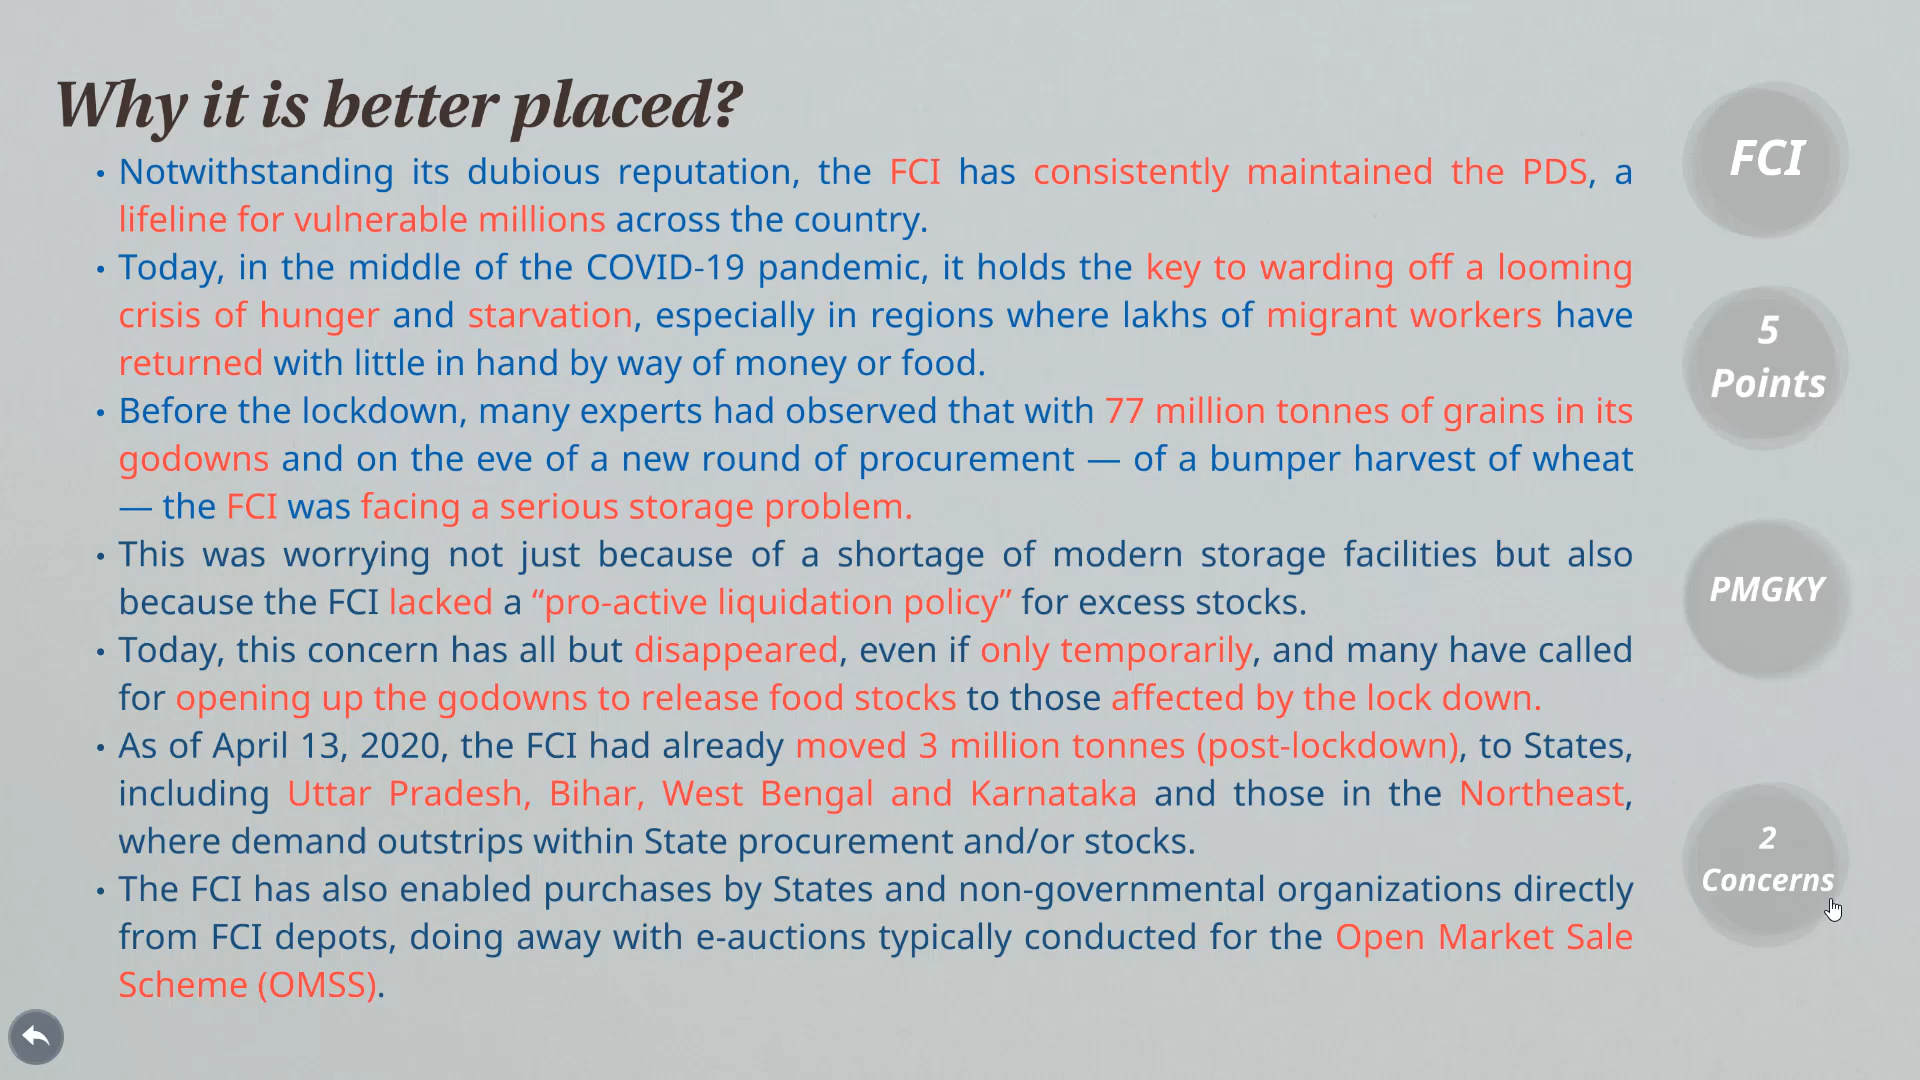 Why it is better placed?
• Notwithstanding its dubious reputation, the FCI has consistently maintained the PDS, a
lifeline for vulnerable millions across the country.
• Today, in the middle of the COVID-19 pandemic, it holds the key to warding off a looming
crisis of hunger and starvation, especially in regions where lakhs of migrant workers have
returned with little in hand by way of money or food.
• Before the lockdown, many experts had observed that with 77 million tonnes of grains in its
godowns and on the eve of a new round of procurement — of a bumper harvest of wheat
— the FCI was facing a serious storage problem.
• This was worrying not just because of a shortage of modern storage facilities but also
because the FCI lacked a “pro-active liquidation policy” for excess stocks.
• Today, this concern has all but disappeared, even if only temporarily, and many have called
for opening up the godowns to release food stocks to those affected by the lock down.
• As of April 13, 2020, the FCI had already moved 3 million tonnes (post-lockdown), to States,
including Uttar Pradesh, Bihar, West Bengal and Karnataka and those in the Northeast,
where demand outstrips within State procurement and/or stocks.
• The FCI has also enabled purchases by States and non-governmental organizations directly
from FCI depots, doing away with e-auctions typically conducted for the Open Market Sale
Scheme (OMSS).
FCI
5
Points
PMGKY
2
Concerns